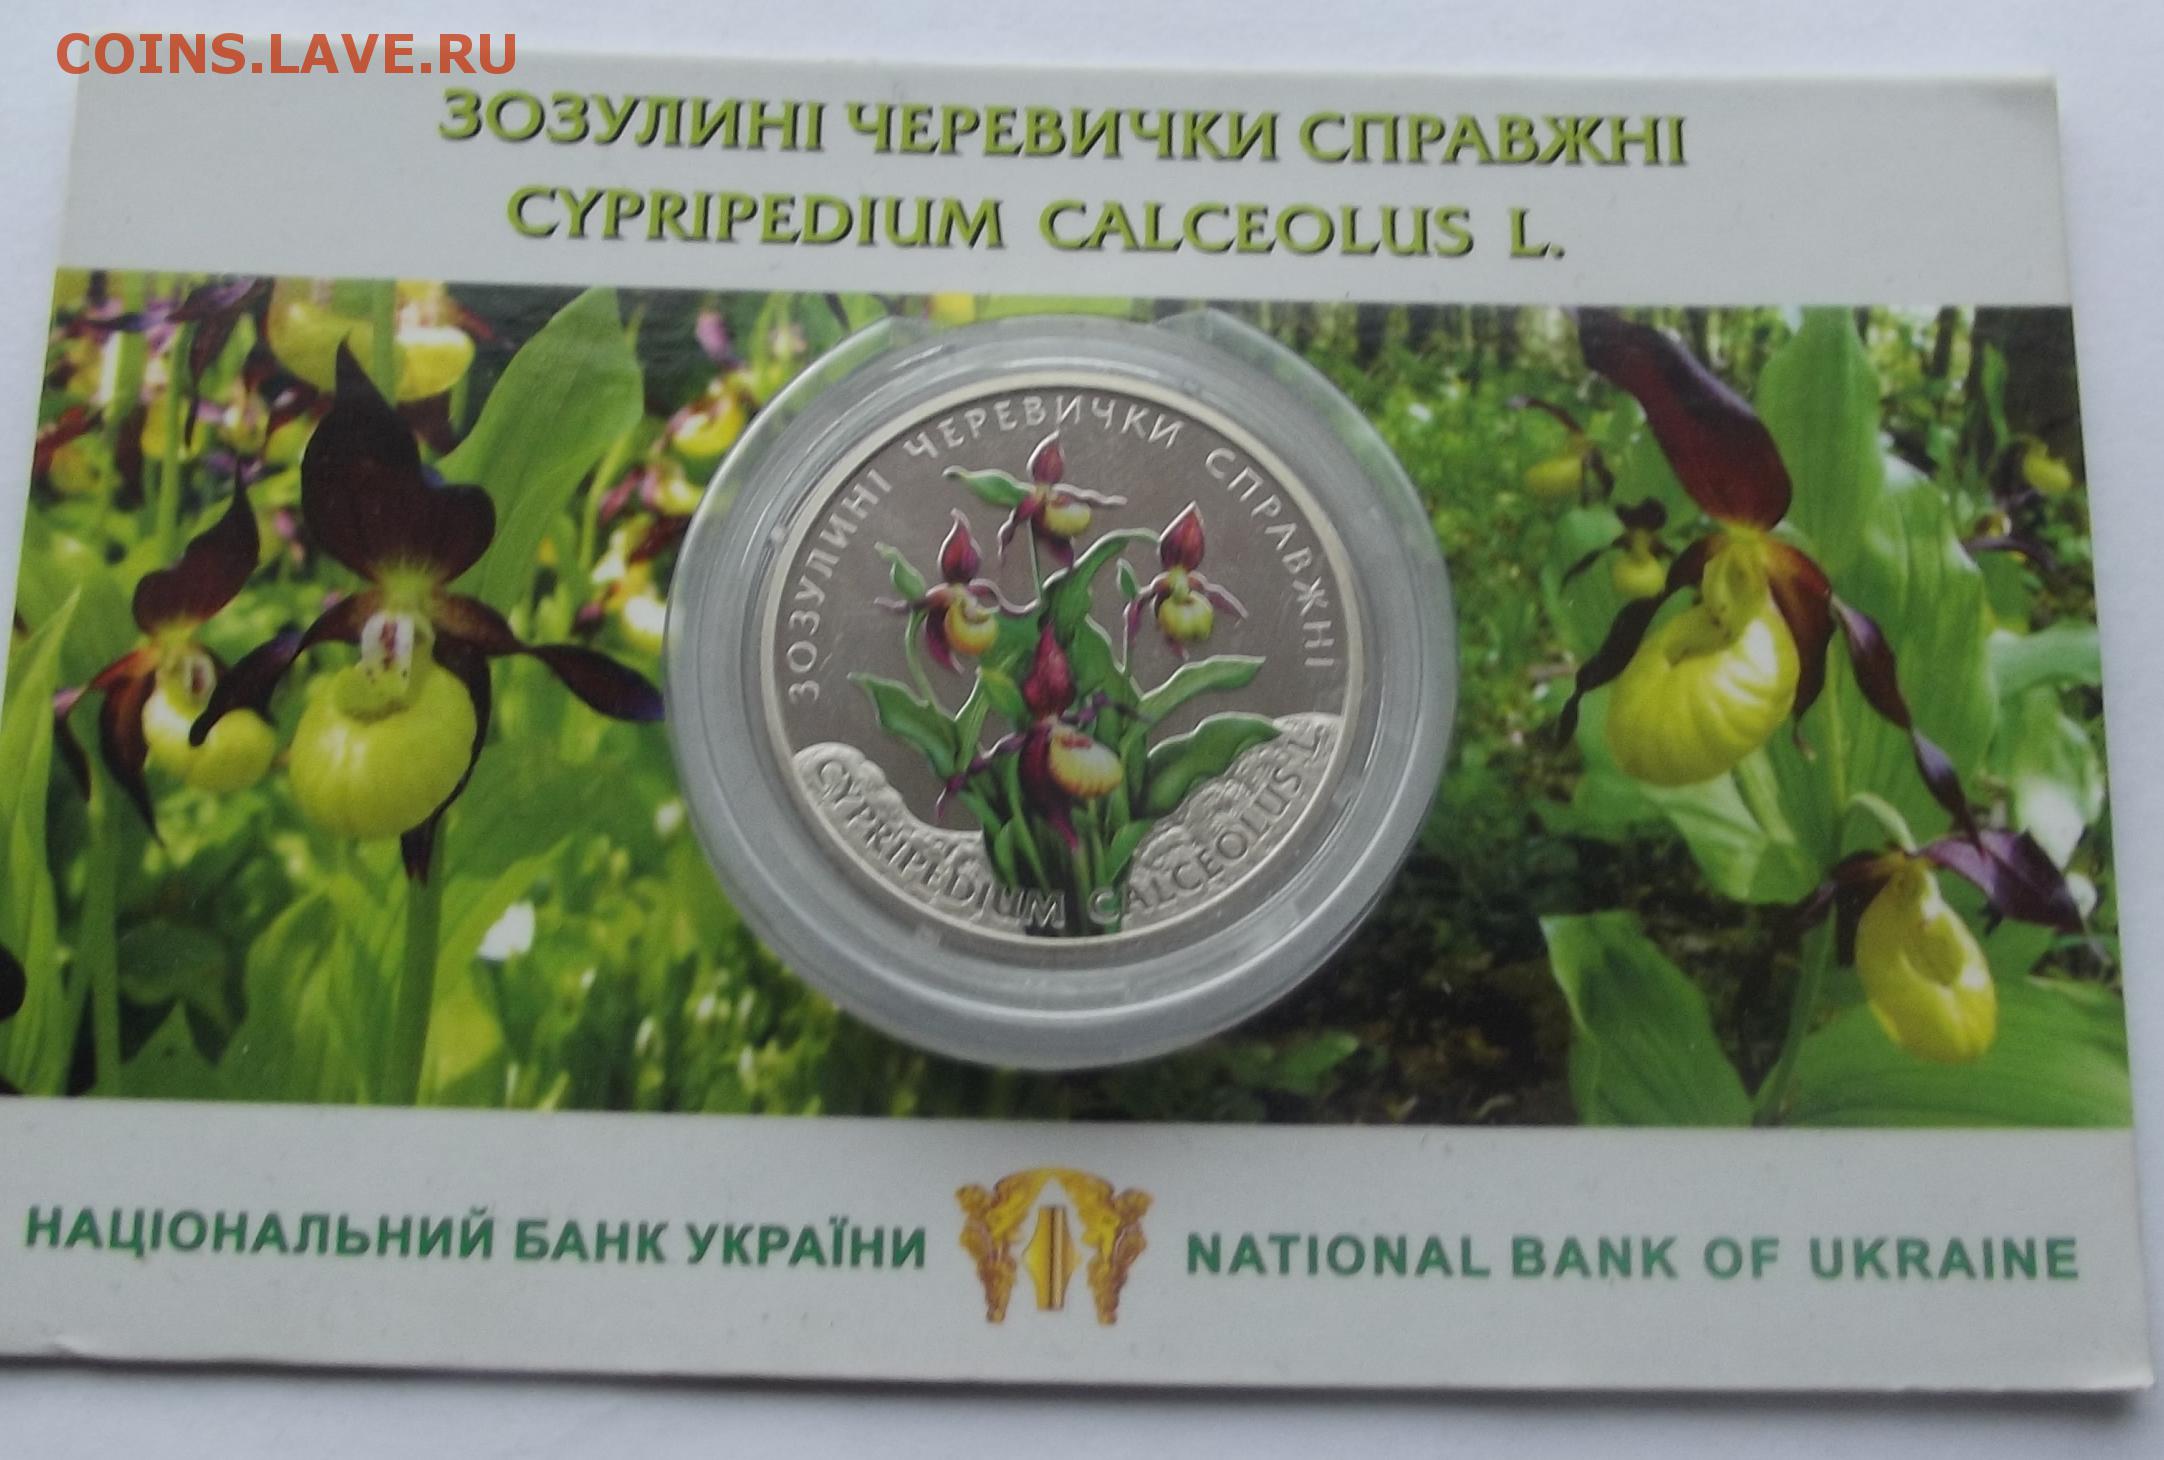 COINS.LAVE.RU
ЗОЗУЛИНІ ЧЕРЕВИЧКИ СПРАВЖНІ
CYPRIPEDIUM CALCEOLUS L.
ЗОЗУЛИНІ ЧЕРЕВИЧКИ СПРАВЖНІ
CYPRIPEDIUM CALCEOLUS L.
НАЦІОНАЛЬНИЙ БАНК УКРАЇНИ
NATIONAL BANK OF UKRAINE